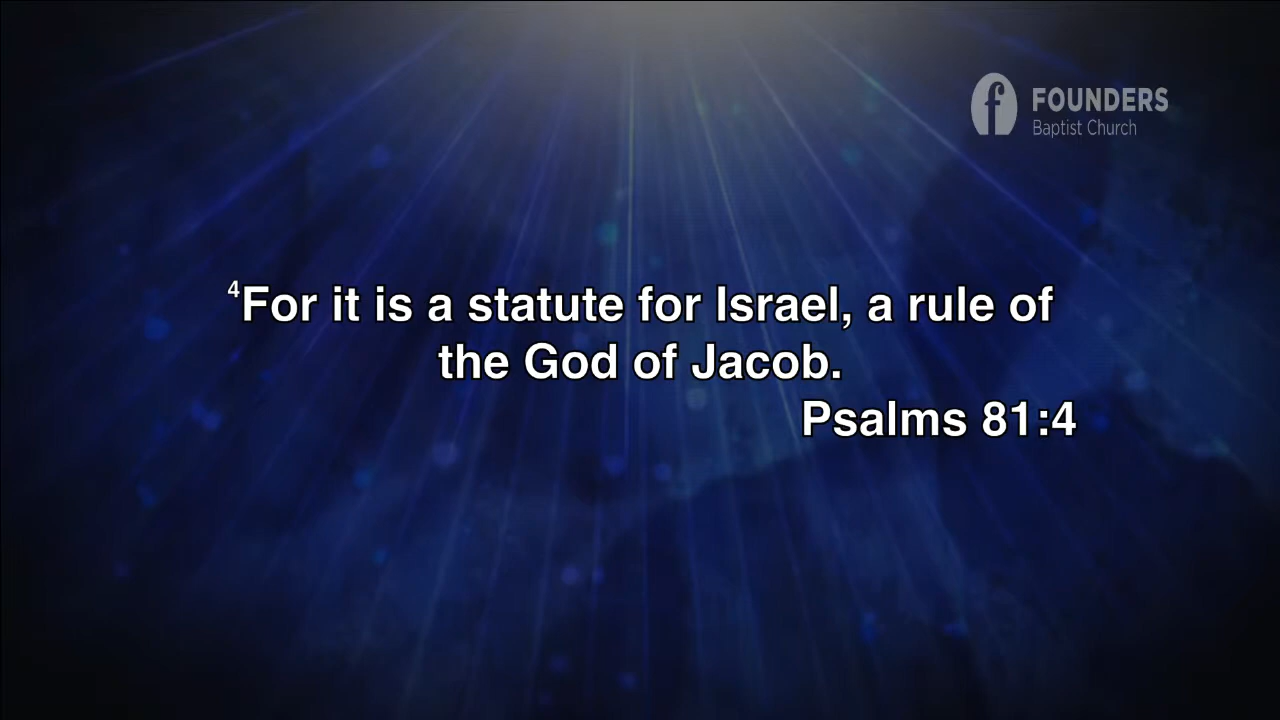 FOUNDERS
Baptist Church
4For it is a statute for Israel, a rule of
the God of Jacob.
Psalms 81:4